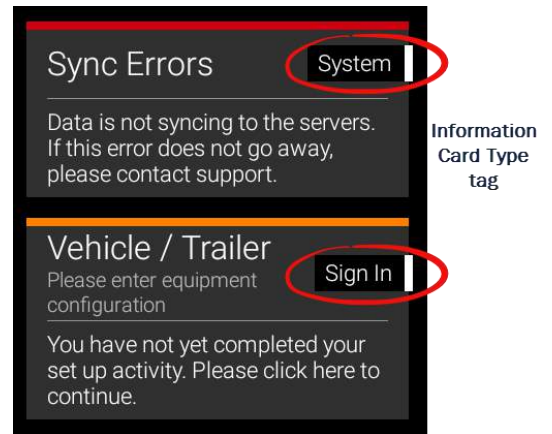 Sync Errors
System
Data is not syncing to the servers.
If this error does not go away,
please contact support.
Information
Card Type
tag
Vehicle / Trailer
Please enter equipment
configuration
Sign In
You have not yet completed your
set up activity. Please click here to
continue.